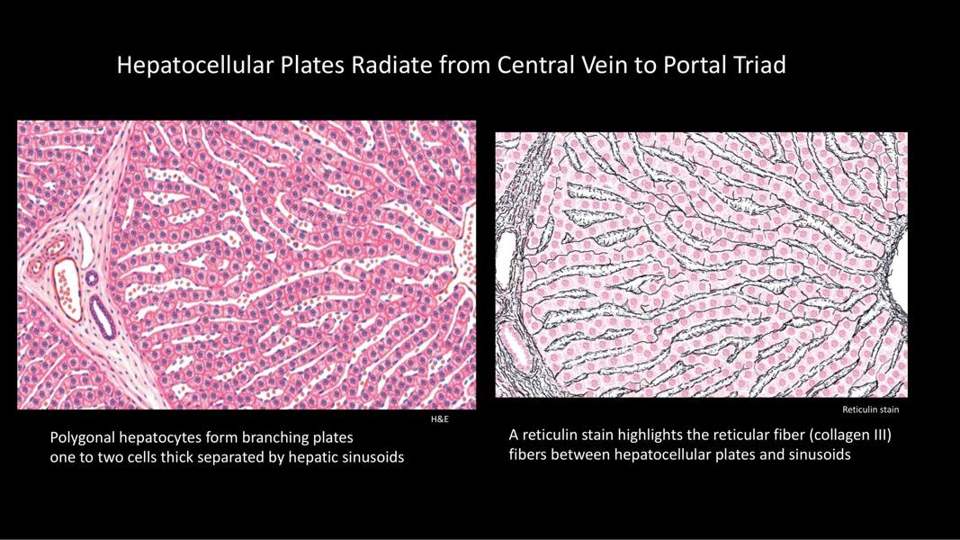 Hepatocellular Plates Radiate from Central Vein to Portal Triad
H&E
Polygonal hepatocytes form branching plates
one to two cells thick separated by hepatic sinusoids
Reticulin stain
A reticulin stain highlights the reticular fiber (collagen III)
fibers between hepatocellular plates and sinusoids